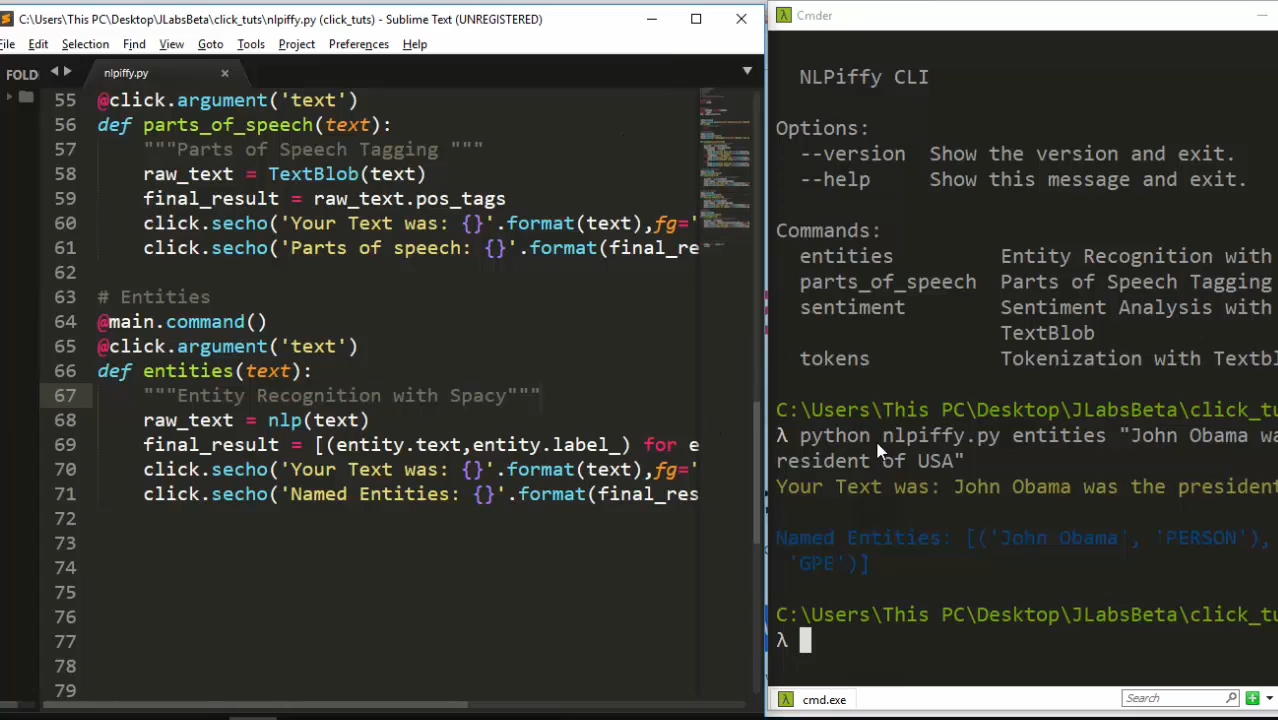 C:\Users\This PC\Desktop\JLabsBeta\click_tuts\nlpiffy.py (click_tuts) - Sublime Text (UNREGISTERED)
File Edit Selection Find View Goto Tools Project Preferences Help
FOLD
nlpiffy.py
55 @click.argument('text')
56 def parts_of_speech(text):
57 """Parts of Speech Tagging """
58 raw_text = TextBlob(text)
59 final_result = raw_text.pos_tags
60 click.secho('Your Text was: {}'.format(text),fg='
61 click.secho('Parts of speech: {}'.format(final_re
62
63 # Entities
64 @main.command()
65 @click.argument('text')
66 def entities(text):
67 """Entity Recognition with Spacy"""
68 raw_text = nlp(text)
69 final_result = [(entity.text,entity.label_) for e
70 click.secho('Your Text was: {}'.format(text),fg='
71 click.secho('Named Entities: {}'.format(final_res
72
73
74
75
76
77
78
79
Cmder
NLPiffy CLI
Options:
--version Show the version and exit.
--help Show this message and exit.
Commands:
entities Entity Recognition with
parts_of_speech Parts of Speech Tagging
sentiment Sentiment Analysis with
TextBlob
tokens Tokenization with Textbl
C:\Users\This PC\Desktop\JLabsBeta\click_tu
λ python nlpiffy.py entities "John Obama wa
resident of USA"
Your Text was: John Obama was the president
Named Entities: [('John Obama', 'PERSON'),
'GPE')]
C:\Users\This PC\Desktop\JLabsBeta\click_tu
λ
cmd.exe
Search